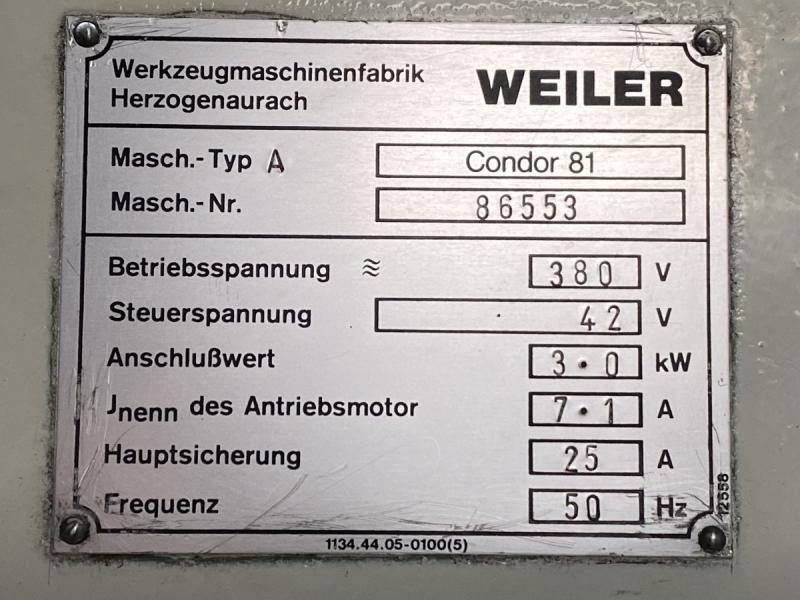 Werkzeugmaschinenfabrik
Herzogenaurach
WEILER
Masch.-Typ A Condor 81
Masch.-Nr. 86553
Betriebsspannung ≋ 380 V
Steuerspannung 42 V
Anschlußwert 3.0 kW
Jnenn des Antriebsmotor 7.1 A
Hauptsicherung 25 A
Frequenz 50 Hz
12558
1134.44.05-0100(5)